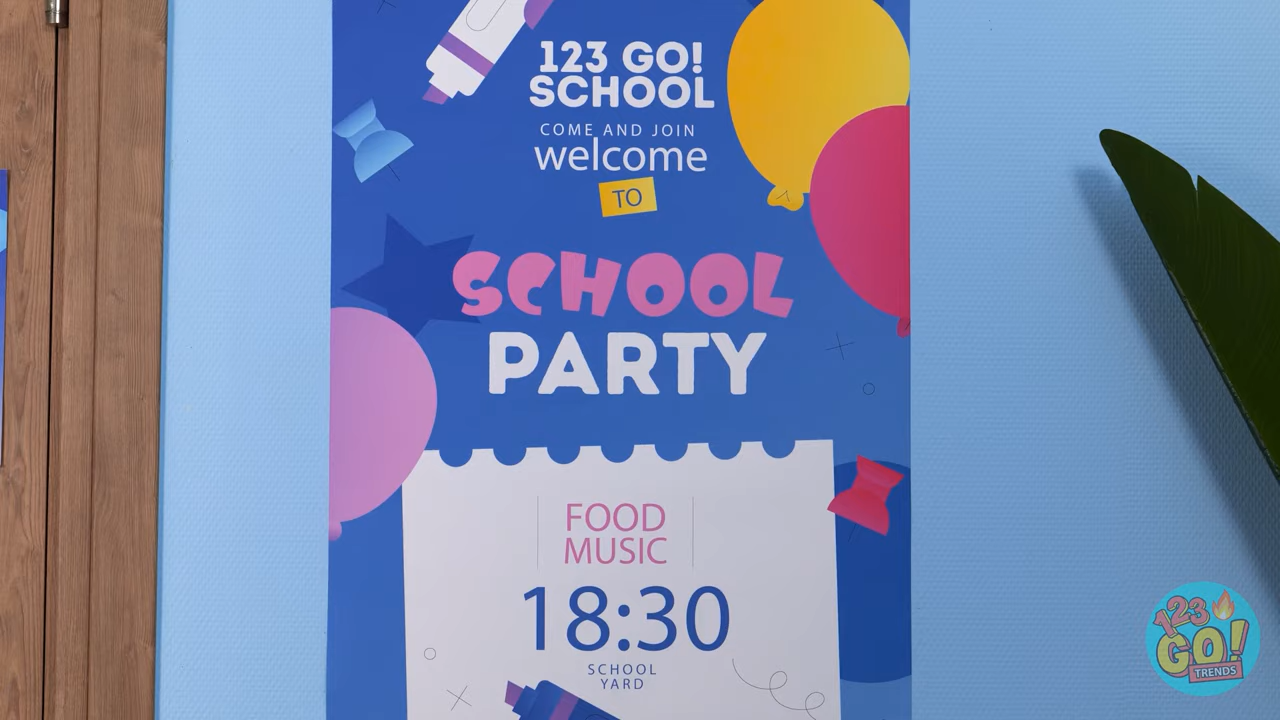 123 GO!
SCHOOL
COME AND JOIN
welcome
TO
SCHOOL
PARTY
FOOD
MUSIC
18:30
SCHOOL
YARD
123
GO!
TRENDS